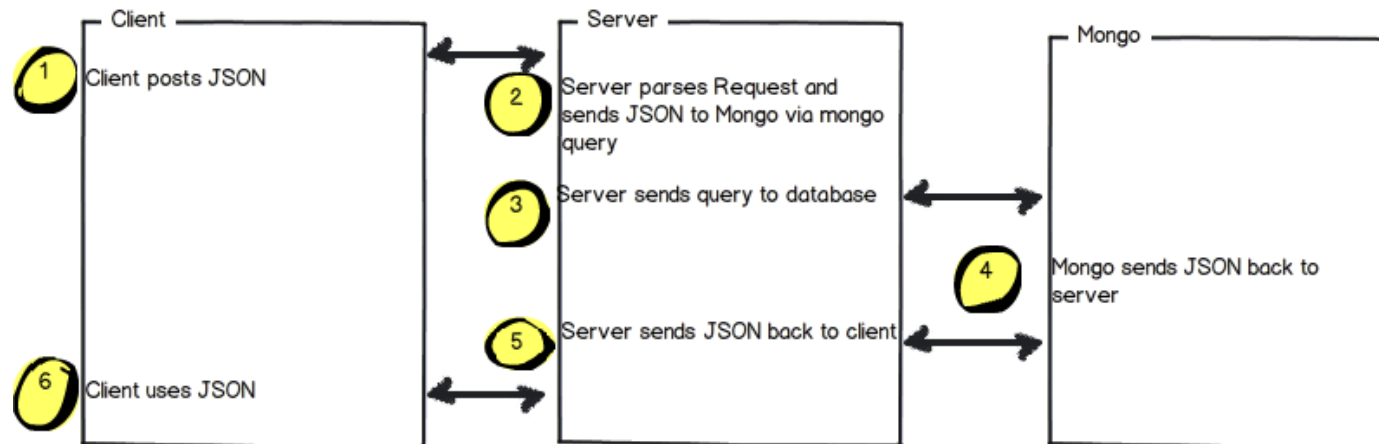 Client
Server
Mongo
1
Client posts JSON
2
Server parses Request and
sends JSON to Mongo via mongo
query
3
Server sends query to database
4
Mongo sends JSON back to
server
5
Server sends JSON back to client
6
Client uses JSON